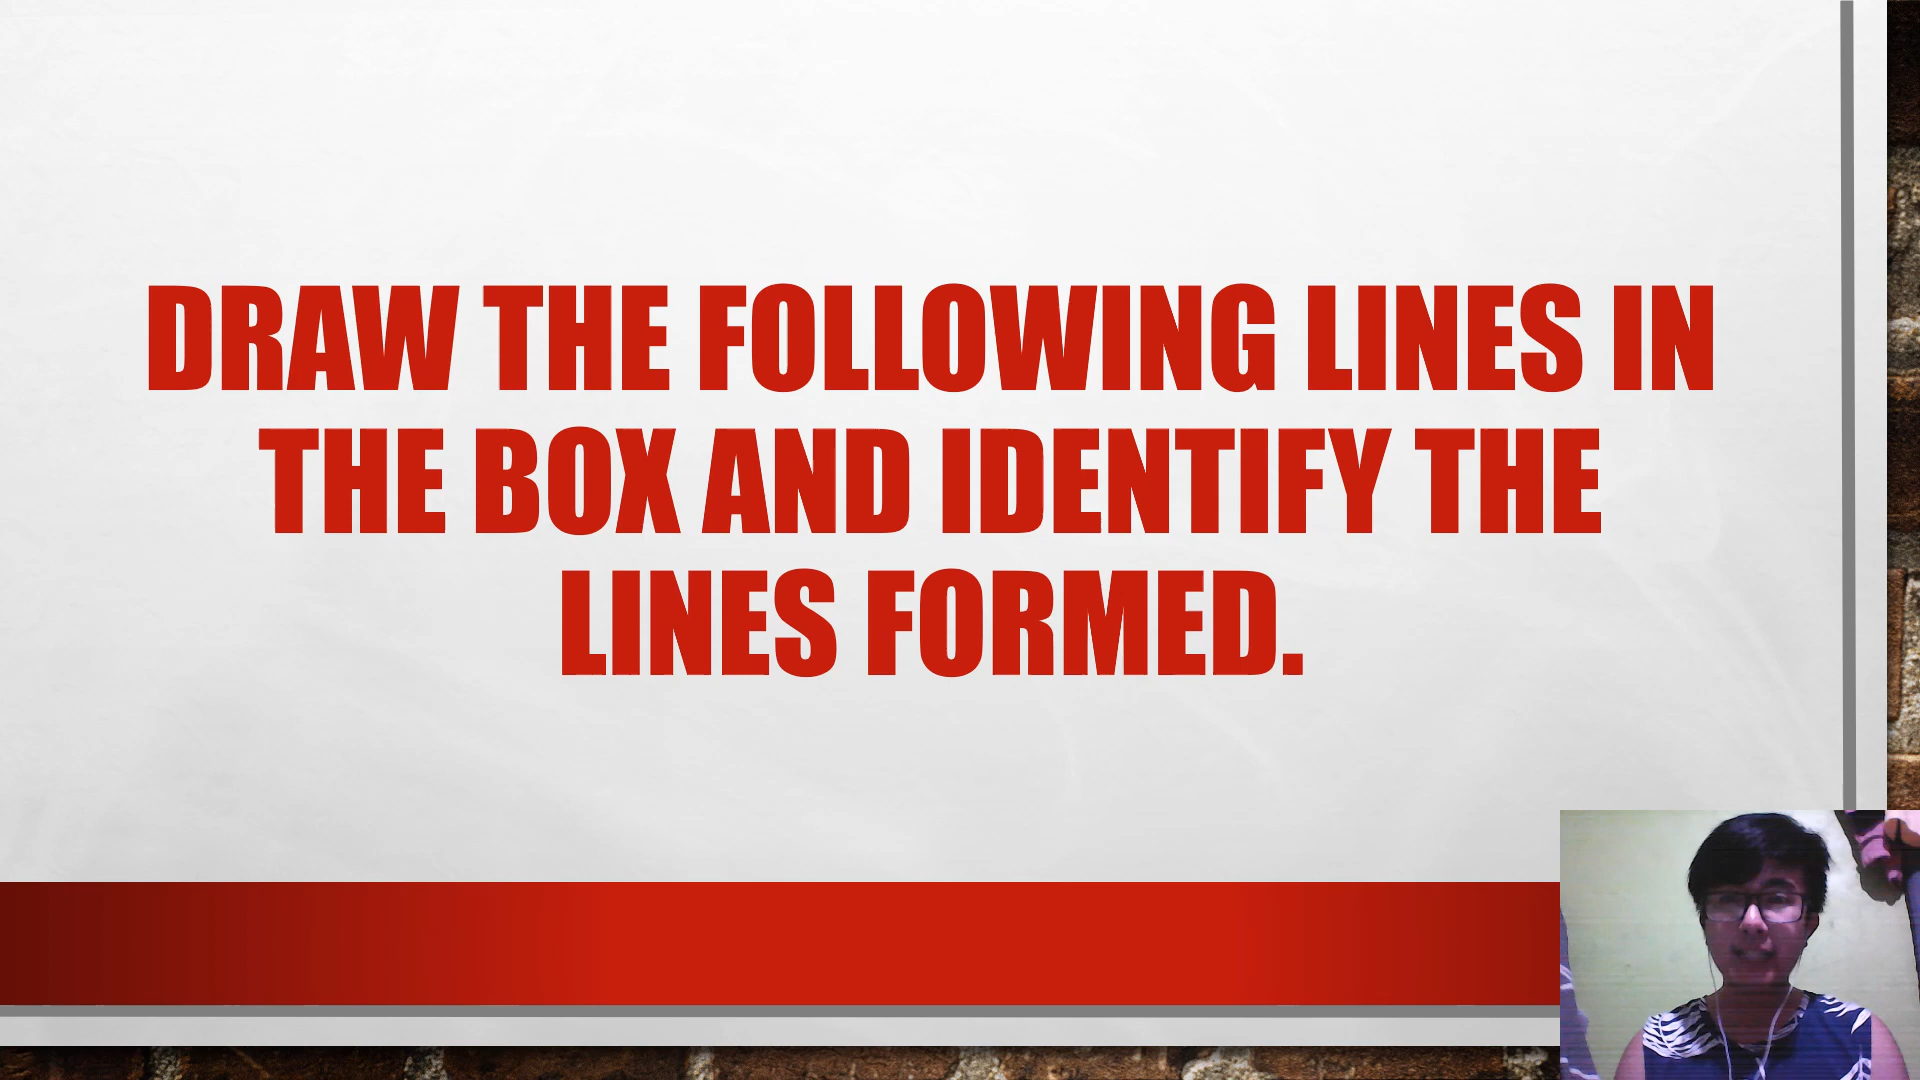 DRAW THE FOLLOWING LINES IN
THE BOX AND IDENTIFY THE
LINES FORMED.